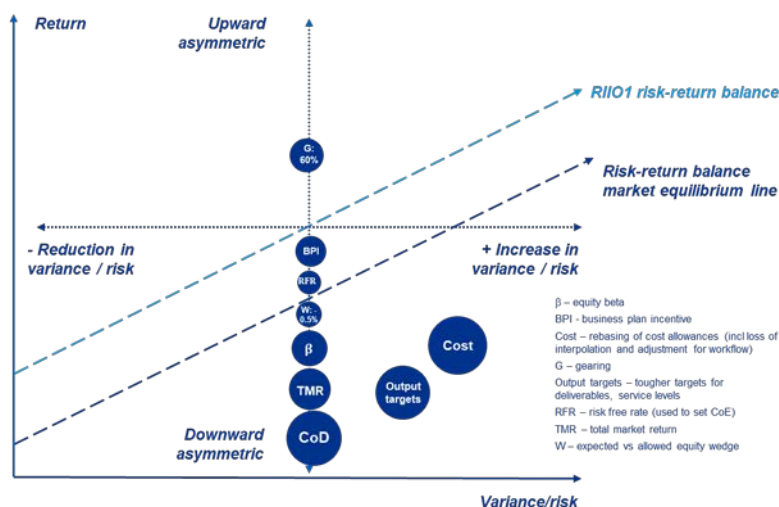 Return
Upward
asymmetric
RIIO1 risk-return balance
G:
60%
Risk-return balance
market equilibrium line
- Reduction in
variance / risk
BPI
+ Increase in
variance / risk
RFR
W: -
0.5%
β
Cost
TMR
Output
targets
CoD
Downward
asymmetric
β – equity beta
BPI - business plan incentive
Cost – rebasing of cost allowances (incl loss of
interpolation and adjustment for workflow)
G – gearing
Output targets – tougher targets for
deliverables, service levels
RFR – risk free rate (used to set CoE)
TMR – total market return
W – expected vs allowed equity wedge
Variance/risk